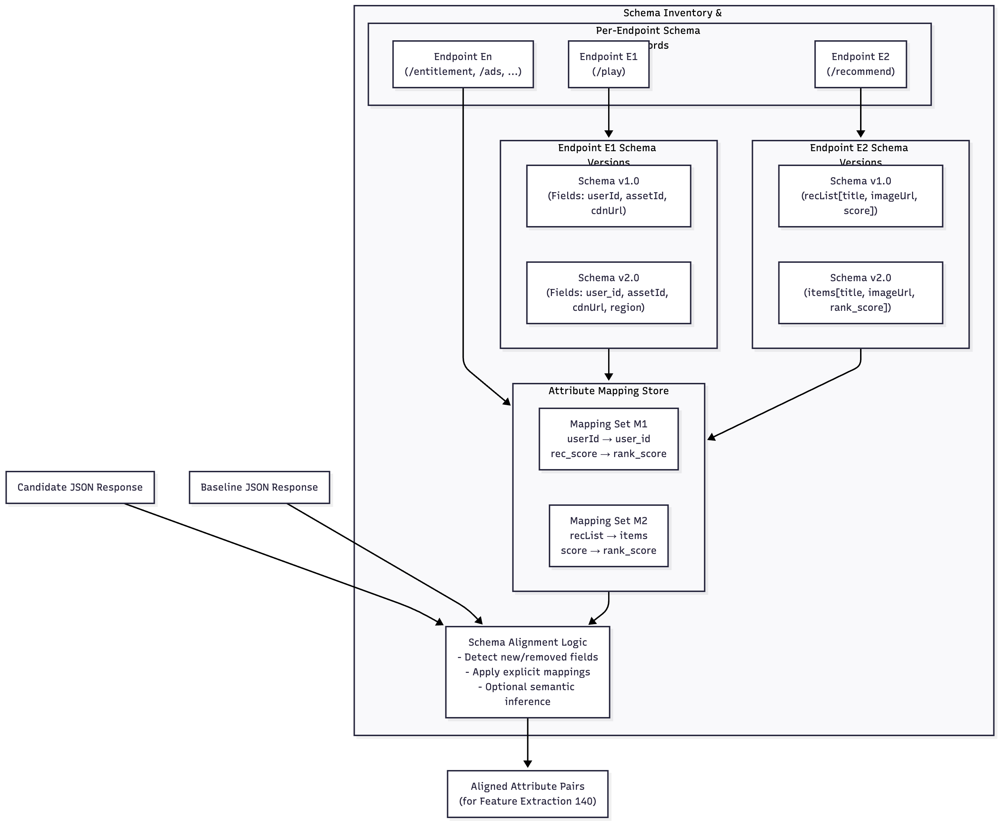 Schema Inventory &
Per-Endpoint Schema
ords
Endpoint En
(/entitlement, /ads, ...)
Endpoint E1
(/play)
Endpoint E2
(/recommend)
Endpoint E1 Schema
Versions
Schema v1.0
(Fields: userId, assetId,
cdnUrl)
Schema v2.0
(Fields: user_id, assetId,
cdnUrl, region)
Endpoint E2 Schema
Versions
Schema v1.0
(recList[title, imageUrl,
score])
Schema v2.0
(items[title, imageUrl,
rank_score])
Attribute Mapping Store
Mapping Set M1
userId → user_id
rec_score → rank_score
Mapping Set M2
recList → items
score → rank_score
Candidate JSON Response
Baseline JSON Response
Schema Alignment Logic
- Detect new/removed fields
- Apply explicit mappings
- Optional semantic
inference
Aligned Attribute Pairs
(for Feature Extraction 140)